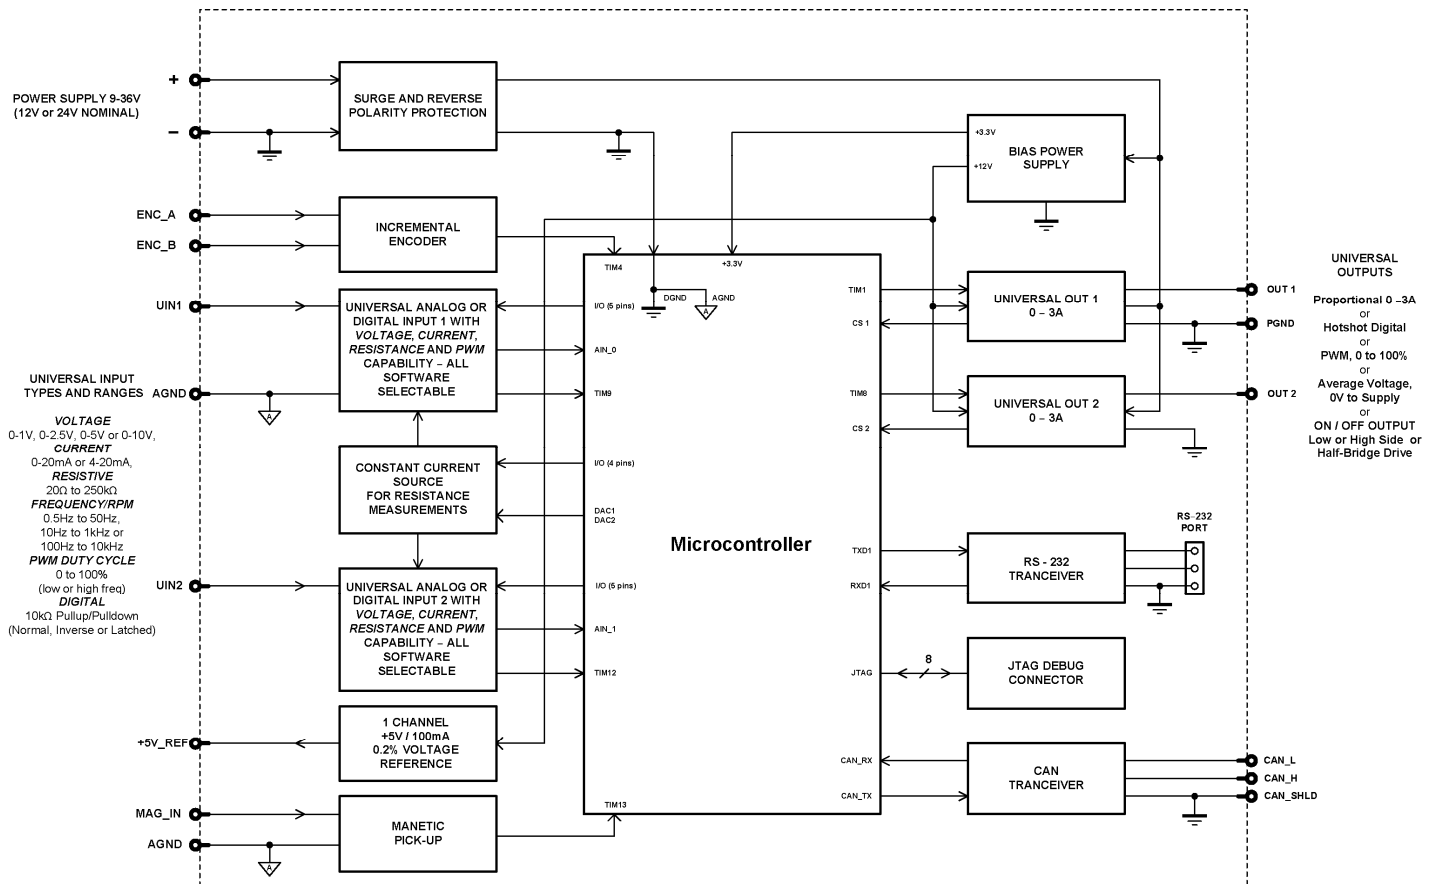 +
POWER SUPPLY 9-36V
(12V or 24V NOMINAL)
–
SURGE AND REVERSE
POLARITY PROTECTION
+3.3V
+12V
BIAS POWER
SUPPLY
ENC_A
ENC_B
INCREMENTAL
ENCODER
UIN1
AGND
UNIVERSAL ANALOG OR
DIGITAL INPUT 1 WITH
VOLTAGE, CURRENT,
RESISTANCE AND PWM
CAPABILITY – ALL
SOFTWARE
SELECTABLE
A
UNIVERSAL INPUT
TYPES AND RANGES
VOLTAGE
0-1V, 0-2.5V, 0-5V or 0-10V,
CURRENT
0-20mA or 4-20mA,
RESISTIVE
20Ω to 250kΩ
FREQUENCY/RPM
0.5Hz to 50Hz,
10Hz to 1kHz or
100Hz to 10kHz
PWM DUTY CYCLE
0 to 100%
(low or high freq)
DIGITAL
10kΩ Pullup/Pulldown
(Normal, Inverse or Latched)
CONSTANT CURRENT
SOURCE
FOR RESISTANCE
MEASUREMENTS
UIN2
UNIVERSAL ANALOG OR
DIGITAL INPUT 2 WITH
VOLTAGE, CURRENT,
RESISTANCE AND PWM
CAPABILITY – ALL
SOFTWARE
SELECTABLE
+5V_REF
1 CHANNEL
+5V / 100mA
0.2% VOLTAGE
REFERENCE
MAG_IN
AGND
A
MANETIC
PICK-UP
TIM4
+3.3V
DGND
AGND
A
I/O (5 pins)
AIN_0
TIM9
I/O (4 pins)
DAC1
DAC2
I/O (5 pins)
AIN_1
TIM12
TIM13
Microcontroller
TIM1
CS 1
TIM8
CS 2
TXD1
RXD1
JTAG
CAN_RX
CAN_TX
UNIVERSAL OUT 1
0 – 3A
UNIVERSAL OUT 2
0 – 3A
RS - 232
TRANCEIVER
RS–232
PORT
8
JTAG DEBUG
CONNECTOR
CAN
TRANCEIVER
OUT 1
PGND
OUT 2
CAN_L
CAN_H
CAN_SHLD
UNIVERSAL
OUTPUTS
Proportional 0 –3A
or
Hotshot Digital
or
PWM, 0 to 100%
or
Average Voltage,
0V to Supply
or
ON / OFF OUTPUT
Low or High Side or
Half-Bridge Drive